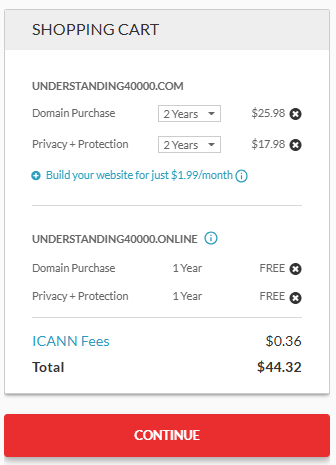 SHOPPING CART
UNDERSTANDING40000.COM
Domain Purchase 2 Years $25.98
Privacy + Protection 2 Years $17.98
Build your website for just $1.99/month
UNDERSTANDING40000.ONLINE
Domain Purchase 1 Year FREE
Privacy + Protection 1 Year FREE
ICANN Fees $0.36
Total $44.32
CONTINUE